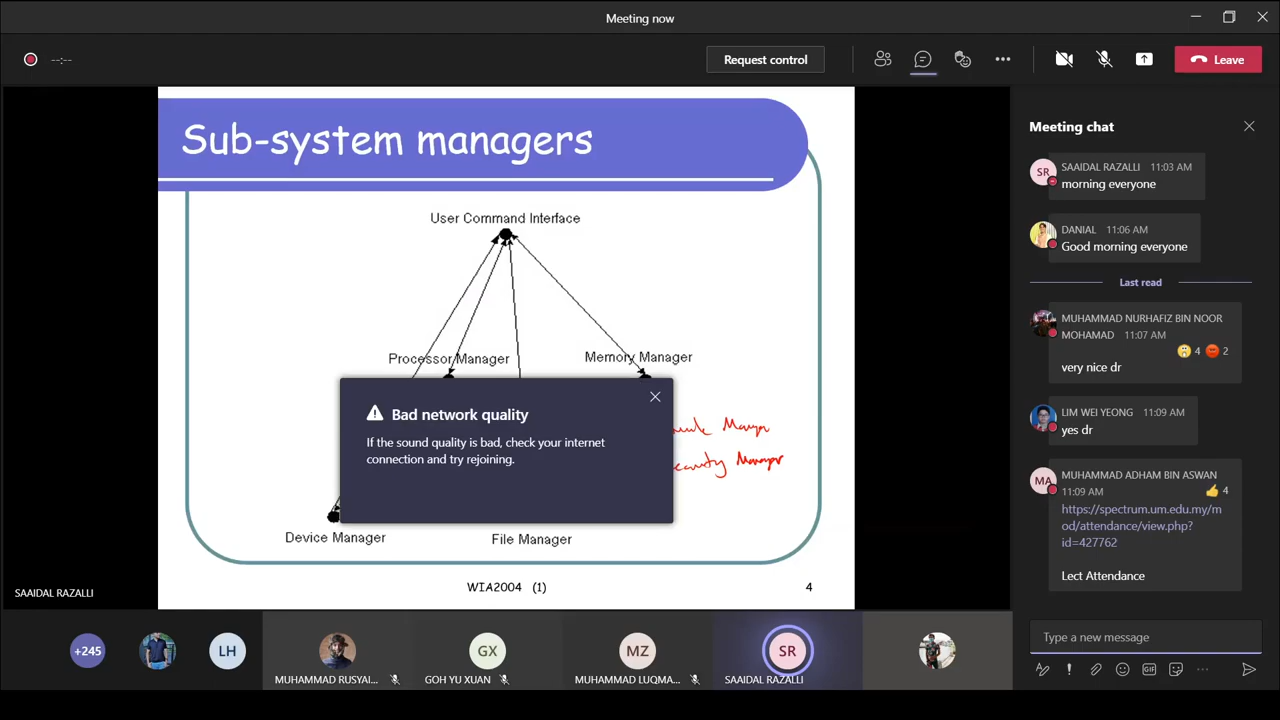 Meeting now
--:--
Request control
Leave
Sub-system managers
User Command Interface
Processor Manager
Memory Manager
Bad network quality
If the sound quality is bad, check your internet
connection and try rejoining.
Device Manager
File Manager
WIA2004 (1)
4
SAAIDAL RAZALLI
Meeting chat
SR
SAAIDAL RAZALLI 11:03 AM
morning everyone
DANIAL 11:06 AM
Good morning everyone
Last read
MUHAMMAD NURHAFIZ BIN NOOR
MOHAMAD 11:07 AM
4 2
very nice dr
LIM WEI YEONG 11:09 AM
yes dr
MA
MUHAMMAD ADHAM BIN ASWAN
11:09 AM
4
https://spectrum.um.edu.my/m
od/attendance/view.php?
id=427762
Lect Attendance
Type a new message
GIF
+245
LH
MUHAMMAD RUSYAI...
GX
GOH YU XUAN
MZ
MUHAMMAD LUQMA...
SR
SAAIDAL RAZALLI